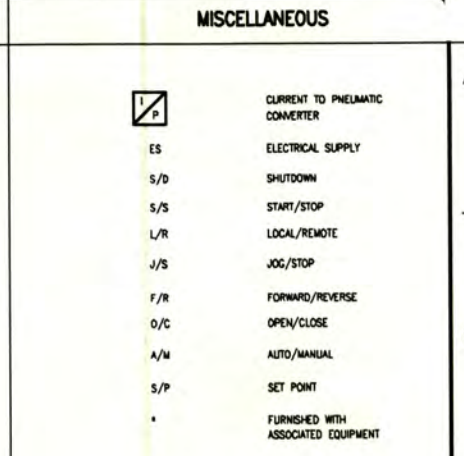 MISCELLANEOUS
I/P CURRENT TO PNEUMATIC
CONVERTER
ES ELECTRICAL SUPPLY
S/D SHUTDOWN
S/S START/STOP
L/R LOCAL/REMOTE
J/S JOG/STOP
F/R FORWARD/REVERSE
O/C OPEN/CLOSE
A/M AUTO/MANUAL
S/P SET POINT
* FURNISHED WITH
ASSOCIATED EQUIPMENT